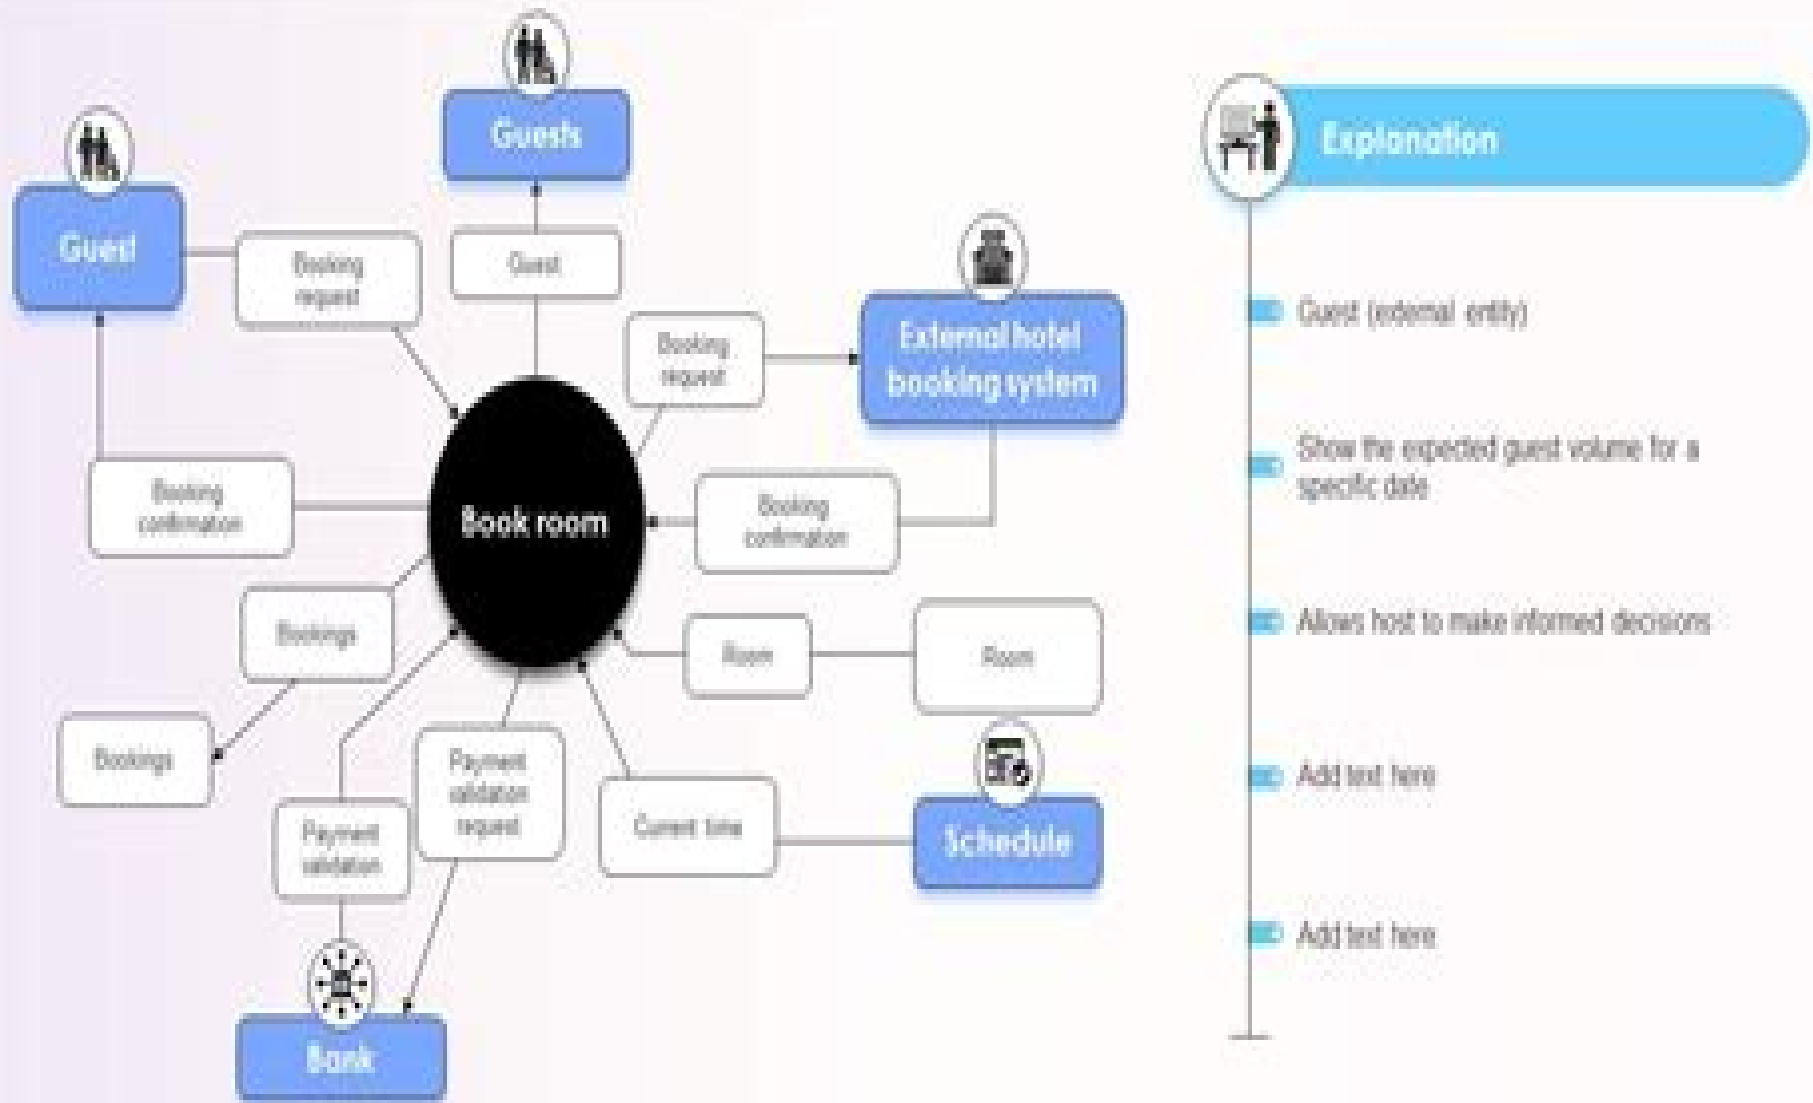 Guests
Guest
Booking
request
Guest
Booking
request
External hotel
booking system
Booking
confirmation
Book room
Booking
confirmation
Bookings
Room
Room
Bookings
Payment
validation
request
Payment
validation
Current time
Schedule
Bank
Explanation
Guest (external entity)
Show the expected guest volume for a
specific date
Allows host to make informed decisions
Add text here
Add text here